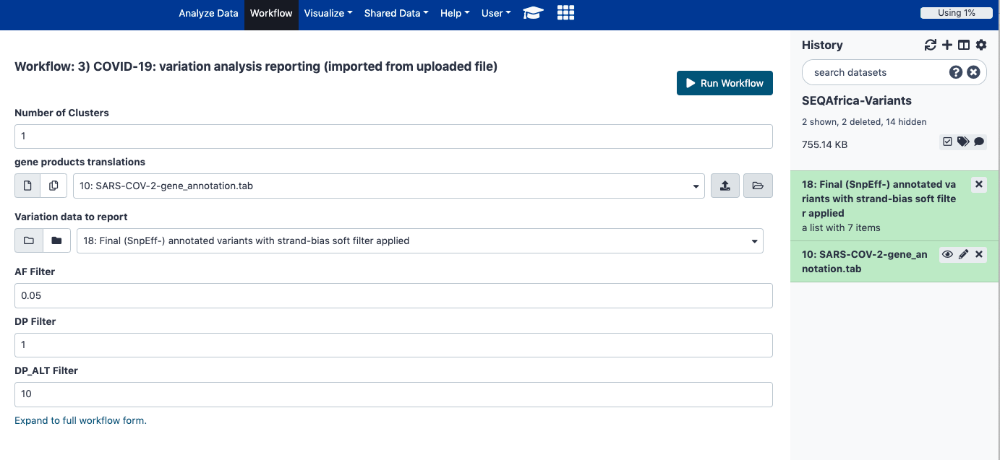 Analyze Data Workflow Visualize Shared Data Help User Using 1%
Workflow: 3) COVID-19: variation analysis reporting (imported from uploaded file)
Run Workflow
Number of Clusters
1
gene products translations
10: SARS-COV-2-gene_annotation.tab
Variation data to report
18: Final (SnpEff-) annotated variants with strand-bias soft filter applied
AF Filter
0.05
DP Filter
1
DP_ALT Filter
10
Expand to full workflow form.
History
search datasets
SEQAfrica-Variants
2 shown, 2 deleted, 14 hidden
755.14 KB
18: Final (SnpEff-) annotated va
riants with strand-bias soft filte
r applied
a list with 7 items
10: SARS-COV-2-gene_an
notation.tab